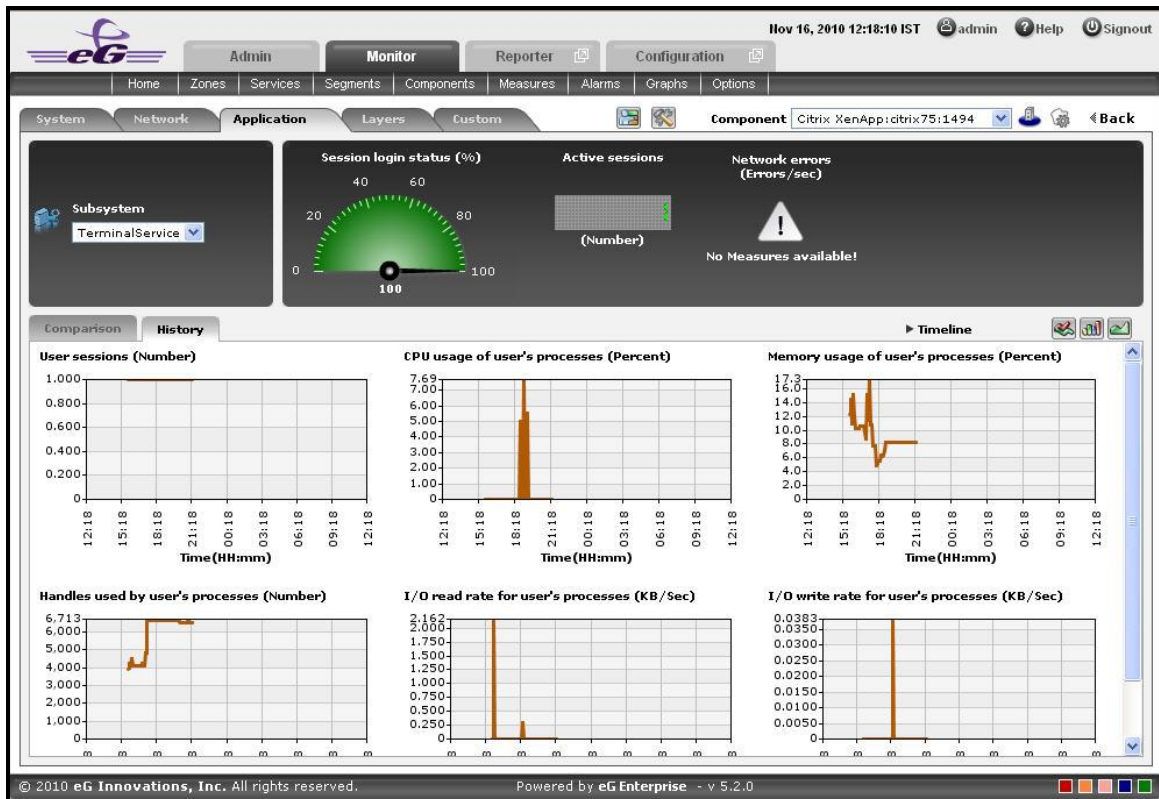 Nov 16, 2010 12:18:10 IST admin Help Signout
eG
Admin Monitor Reporter Configuration
Home Zones Services Segments Components Measures Alarms Graphs Options
System Network Application Layers Custom Component Citrix XenApp:citrix75:1494 Back
Subsystem
TerminalService
Session login status (%)
0 20 40 60 80 100
100
Active sessions
(Number)
Network errors
(Errors/sec)
!
No Measures available!
Comparison History Timeline
User sessions (Number)
1.000
0.800
0.600
0.400
0.200
0
12:18 15:18 18:18 21:18 00:18 03:18 06:18 09:18 12:18
Time(HH:mm)
CPU usage of user's processes (Percent)
7.69
7.00
6.00
5.00
4.00
3.00
2.00
1.00
0
12:18 15:18 18:18 21:18 00:18 03:18 06:18 09:18 12:18
Time(HH:mm)
Memory usage of user's processes (Percent)
17.3
16.0
14.0
12.0
10.0
8.0
6.0
4.0
2.0
0
12:18 15:18 18:18 21:18 00:18 03:18 06:18 09:18 12:18
Time(HH:mm)
Handles used by user's processes (Number)
6,713
6,000
5,000
4,000
3,000
2,000
1,000
0
I/O read rate for user's processes (KB/Sec)
2.162
2.000
1.750
1.500
1.250
1.000
0.750
0.500
0.250
0
I/O write rate for user's processes (KB/Sec)
0.0383
0.0350
0.0300
0.0250
0.0200
0.0150
0.0100
0.0050
0
© 2010 eG Innovations, Inc. All rights reserved. Powered by eG Enterprise - v 5.2.0